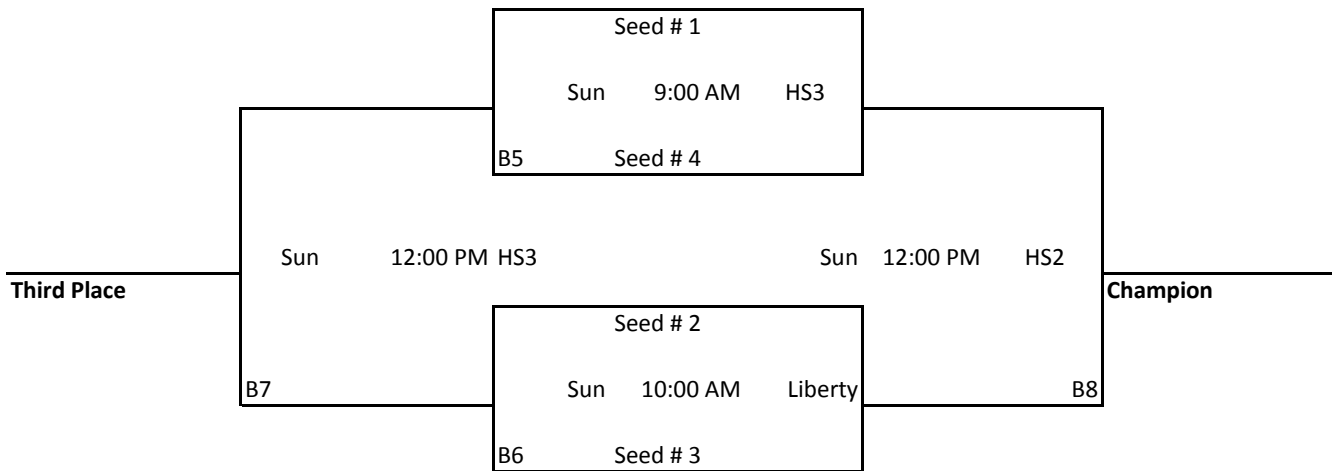 Seed # 1
Sun 9:00 AM HS3
B5 Seed # 4
Sun 12:00 PM HS3 Sun 12:00 PM HS2
Third Place Champion
Seed # 2
B7 Sun 10:00 AM Liberty B8
B6 Seed # 3